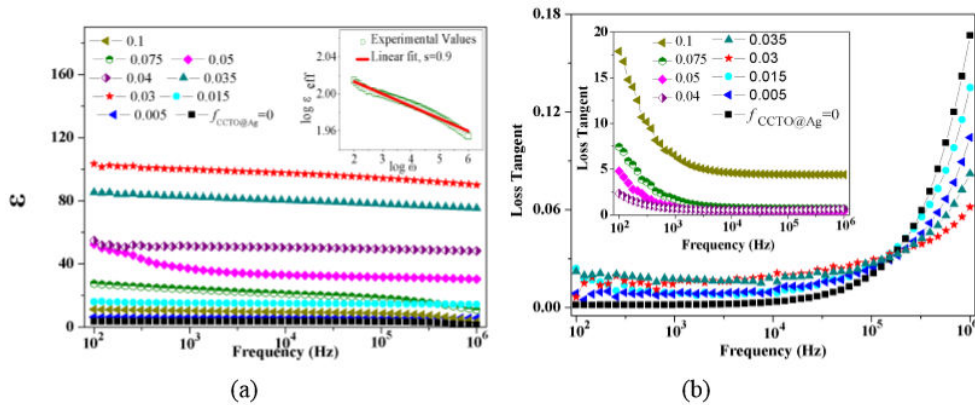 (a)
160
120
80
40
0
ε
0.1
0.075
0.05
0.04
0.035
0.03
0.015
0.005
f CCTO@Ag=0
Experimental Values
Linear fit, s=0.9
2.04
2.00
1.96
log ε eff
2 3 4 5 6
log ω
10² 10³ 10⁴ 10⁵ 10⁶
Frequency (Hz)
(a)
(b)
0.18
0.12
0.06
0.00
Loss Tangent
20
15
10
5
0
Loss Tangent
0.1
0.075
0.05
0.04
10² 10³ 10⁴ 10⁵ 10⁶
Frequency (Hz)
0.035
0.03
0.015
0.005
f CCTO@Ag=0
10² 10³ 10⁴ 10⁵ 10⁶
Frequency (Hz)
(b)